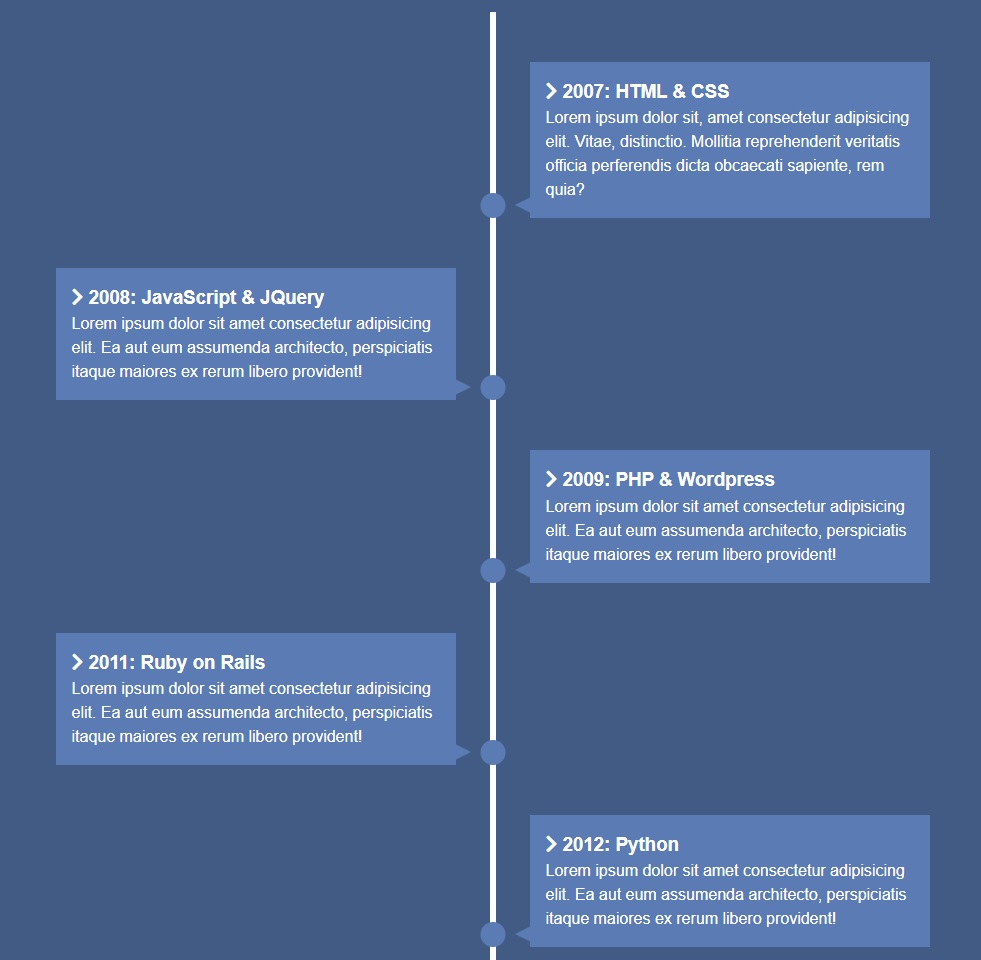 2007: HTML & CSS
Lorem ipsum dolor sit, amet consectetur adipisicing
elit. Vitae, distinctio. Mollitia reprehenderit veritatis
officia perferendis dicta obcaecati sapiente, rem
quia?
2008: JavaScript & JQuery
Lorem ipsum dolor sit amet consectetur adipisicing
elit. Ea aut eum assumenda architecto, perspiciatis
itaque maiores ex rerum libero provident!
2009: PHP & Wordpress
Lorem ipsum dolor sit amet consectetur adipisicing
elit. Ea aut eum assumenda architecto, perspiciatis
itaque maiores ex rerum libero provident!
2011: Ruby on Rails
Lorem ipsum dolor sit amet consectetur adipisicing
elit. Ea aut eum assumenda architecto, perspiciatis
itaque maiores ex rerum libero provident!
2012: Python
Lorem ipsum dolor sit amet consectetur adipisicing
elit. Ea aut eum assumenda architecto, perspiciatis
itaque maiores ex rerum libero provident!